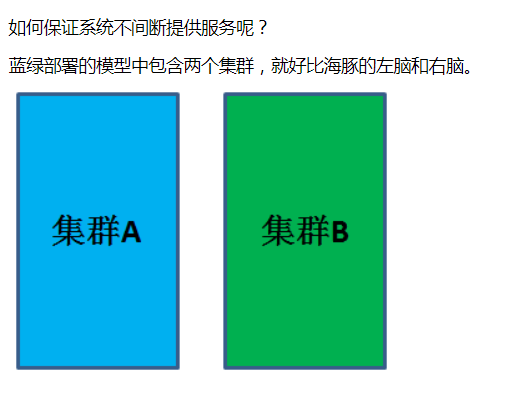 如何保证系统不间断提供服务呢？
蓝绿部署的模型中包含两个集群，就好比海豚的左脑和右脑。
集群A
集群B